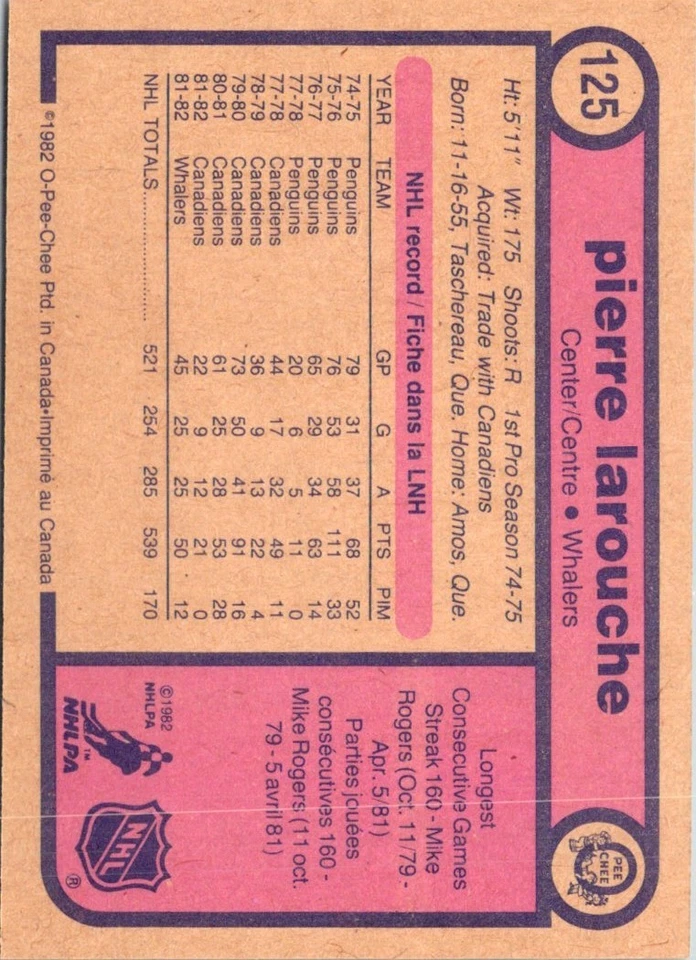 125
pierre larouche
Center/Centre • Whalers
PEE
CHEE
Ht: 5'11" Wt: 175 Shoots: R 1st Pro Season 74-75
Acquired: Trade with Canadiens
Born: 11-16-55, Taschereau, Que. Home: Amos, Que.
NHL record / Fiche dans la LNH
YEAR TEAM GP G A PTS PIM
74-75 Penguins 79 31 37 68 52
75-76 Penguins 76 53 58 111 33
76-77 Penguins 65 29 34 63 14
77-78 Penguins 20 6 5 11 0
77-78 Canadiens 44 17 32 49 11
78-79 Canadiens 36 9 13 22 4
79-80 Canadiens 73 50 41 91 16
80-81 Canadiens 61 25 28 53 28
81-82 Canadiens 22 9 12 21 0
81-82 Whalers 45 25 25 50 12
NHL TOTALS.................... 521 254 285 539 170
©1982 O-Pee-Chee Ptd. in Canada•Imprimé au Canada
Longest
Consecutive Games
Streak 160 - Mike
Rogers (Oct. 11/79 -
Apr. 5/81)
Parties jouées
consécutives 160 -
Mike Rogers (11 oct.
79 - 5 avril 81)
©1982
NHLPA
NHLPA™
NHL
®